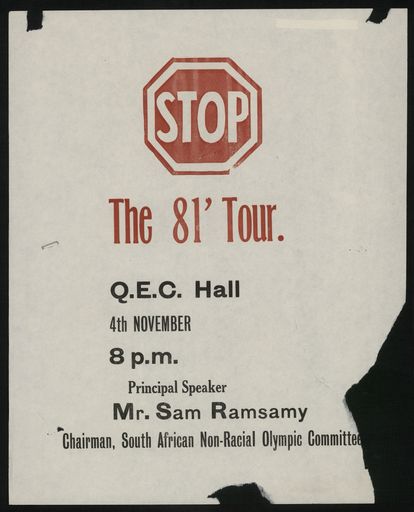 STOP
The 81' Tour.
Q.E.C. Hall
4th NOVEMBER
8 p.m.
Principal Speaker
Mr. Sam Ramsamy
Chairman, South African Non-Racial Olympic Committee